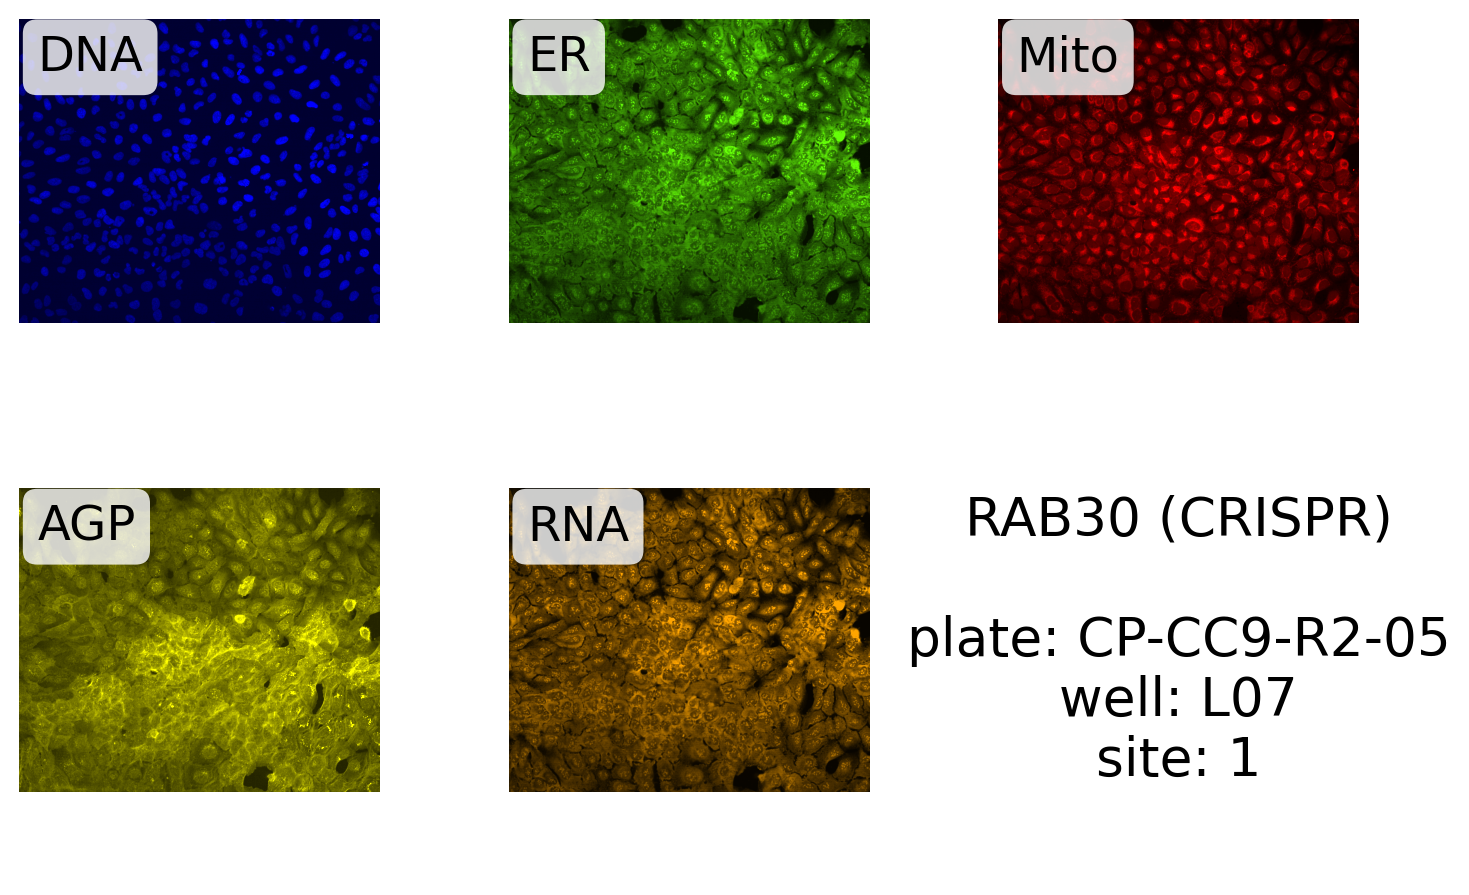 DNA
ER
Mito
AGP
RNA
RAB30 (CRISPR)
plate: CP-CC9-R2-05
well: L07
site: 1